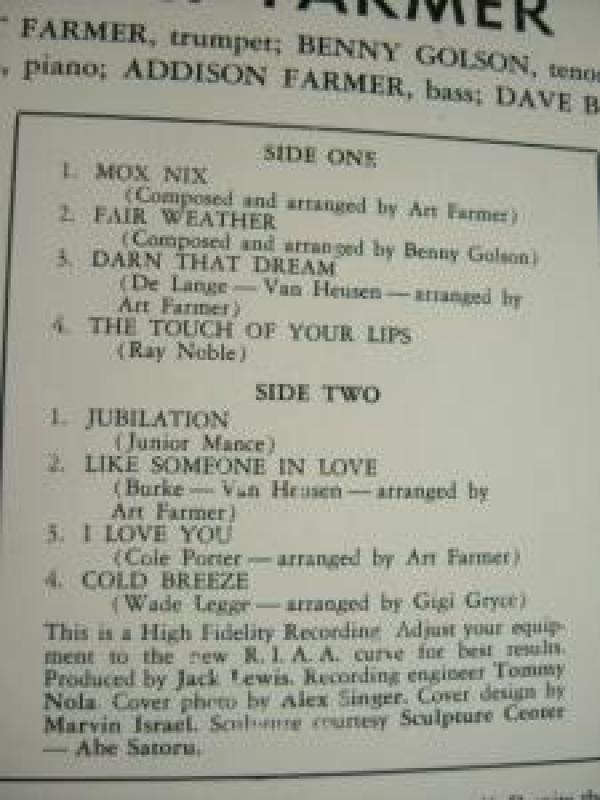 FARMER
FARMER, trumpet; BENNY GOLSON, teno
, piano; ADDISON FARMER, bass; DAVE B
SIDE ONE
1. MOX NIX
(Composed and arranged by Art Farmer)
2. FAIR WEATHER
(Composed and arranged by Benny Golson)
3. DARN THAT DREAM
(De Lange — Van Heusen — arranged by
Art Farmer)
4. THE TOUCH OF YOUR LIPS
(Ray Noble)
SIDE TWO
1. JUBILATION
(Junior Mance)
2. LIKE SOMEONE IN LOVE
(Burke — Van Heusen — arranged by
Art Farmer)
3. I LOVE YOU
(Cole Porter — arranged by Art Farmer)
4. COLD BREEZE
(Wade Legge — arranged by Gigi Gryce)
This is a High Fidelity Recording Adjust your equip-
ment to the new R. I. A. A. curve for best results.
Produced by Jack Lewis. Recording engineer Tommy
Nola. Cover photo by Alex Singer. Cover design by
Marvin Israel. Sculpture courtesy Sculpture Center
— Abe Satoru.